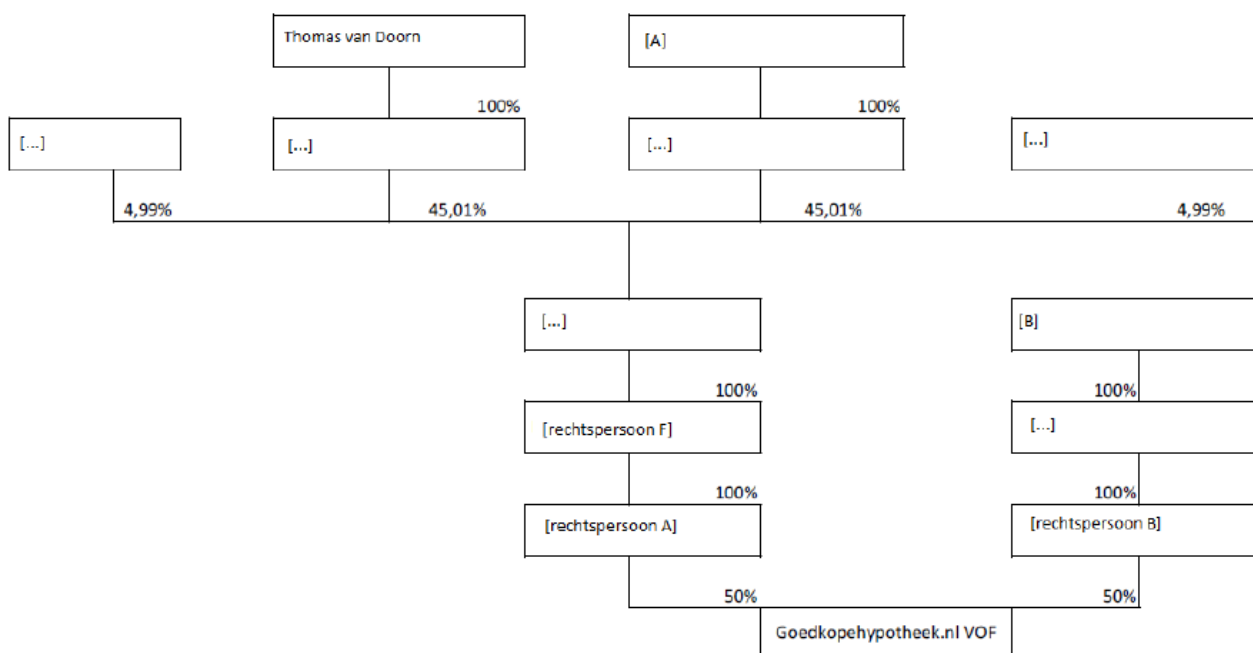 Thomas van Doorn
[A]
100%
100%
[...]
[...]
[...]
[...]
4,99%
45,01%
45,01%
4,99%
[...]
[B]
100%
100%
[rechtspersoon F]
[...]
100%
100%
[rechtspersoon A]
[rechtspersoon B]
50%
50%
Goedkopehypotheek.nl VOF